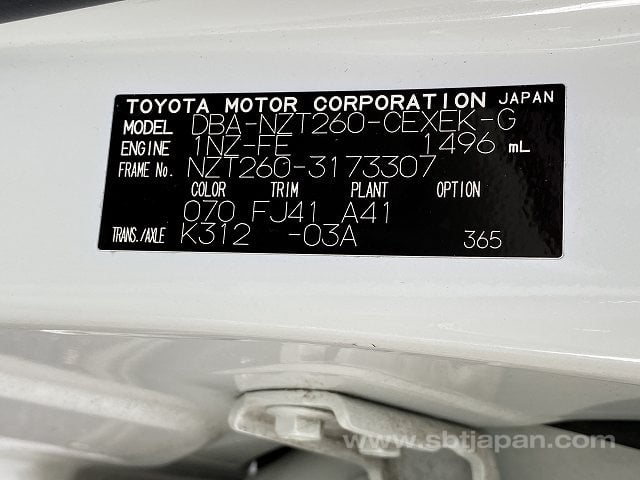 TOYOTA MOTOR CORPORATION JAPAN
MODEL DBA-NZT260-CEXEK-G
ENGINE 1NZ-FE 1496 mL
FRAME No. NZT260-3173307
COLOR TRIM PLANT OPTION
070 FJ41 A41
TRANS./AXLE K312 -03A 365
www.sbtjapan.com